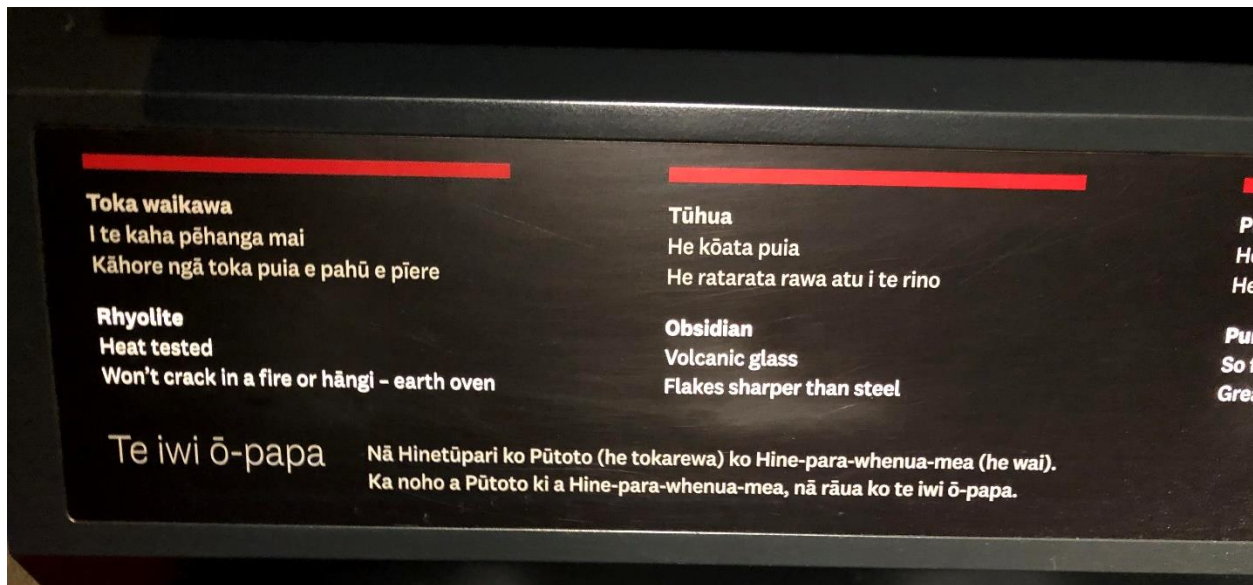 Toka waikawa
I te kaha pēhanga mai
Kāhore ngā toka puia e pahū e pīere
Rhyolite
Heat tested
Won't crack in a fire or hāngi – earth oven
Tūhua
He kōata puia
He ratarata rawa atu i te rino
Obsidian
Volcanic glass
Flakes sharper than steel
Te iwi ō-papa
Nā Hinetūpari ko Pūtoto (he tokarewa) ko Hine-para-whenua-mea (he wai).
Ka noho a Pūtoto ki a Hine-para-whenua-mea, nā rāua ko te iwi ō-papa.